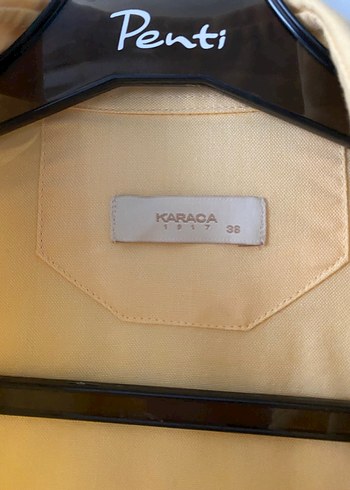 Penti
KARACA
1917 38